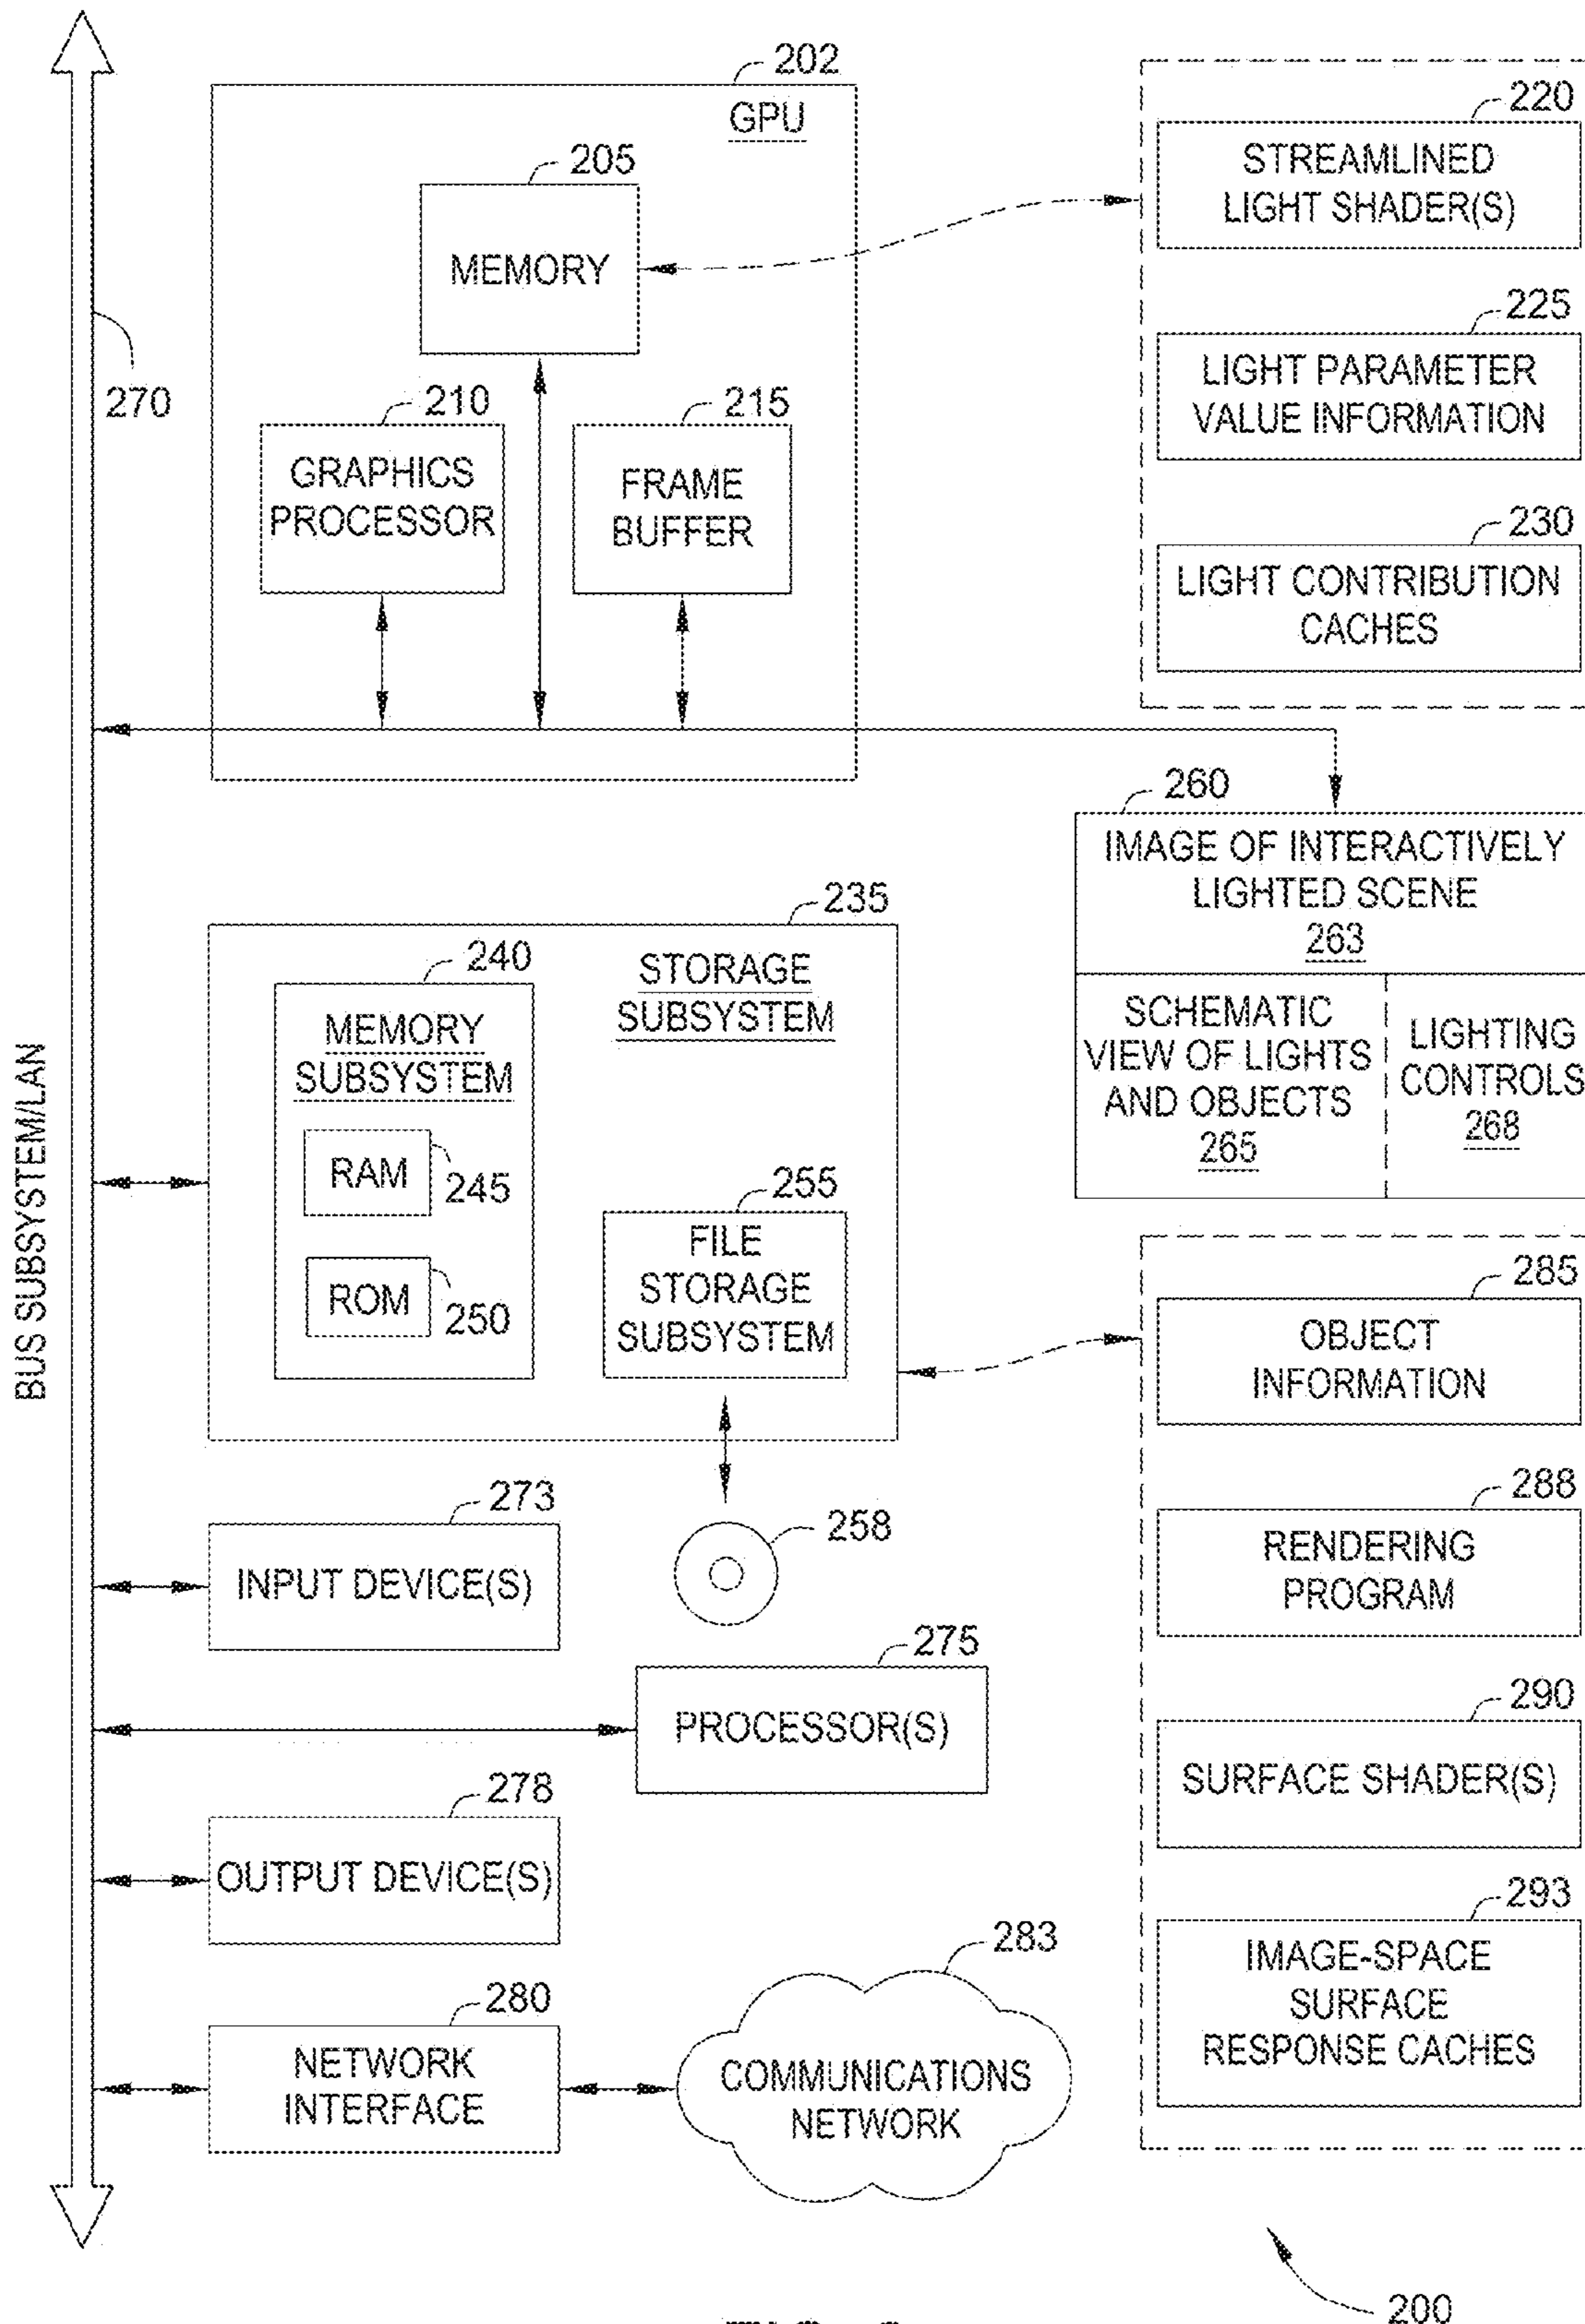 202
GPU
205
MEMORY
210
GRAPHICS
PROCESSOR
215
FRAME
BUFFER
270
220
STREAMLINED
LIGHT SHADER(S)
225
LIGHT PARAMETER
VALUE INFORMATION
230
LIGHT CONTRIBUTION
CACHES
260
IMAGE OF INTERACTIVELY
LIGHTED SCENE
263
SCHEMATIC
VIEW OF LIGHTS
AND OBJECTS
265
LIGHTING
CONTROLS
268
BUS SUBSYSTEM/LAN
235
STORAGE
SUBSYSTEM
240
MEMORY
SUBSYSTEM
RAM
245
ROM
250
255
FILE
STORAGE
SUBSYSTEM
258
273
INPUT DEVICE(S)
275
PROCESSOR(S)
278
OUTPUT DEVICE(S)
280
NETWORK
INTERFACE
283
COMMUNICATIONS
NETWORK
285
OBJECT
INFORMATION
288
RENDERING
PROGRAM
290
SURFACE SHADER(S)
293
IMAGE-SPACE
SURFACE
RESPONSE CACHES
200